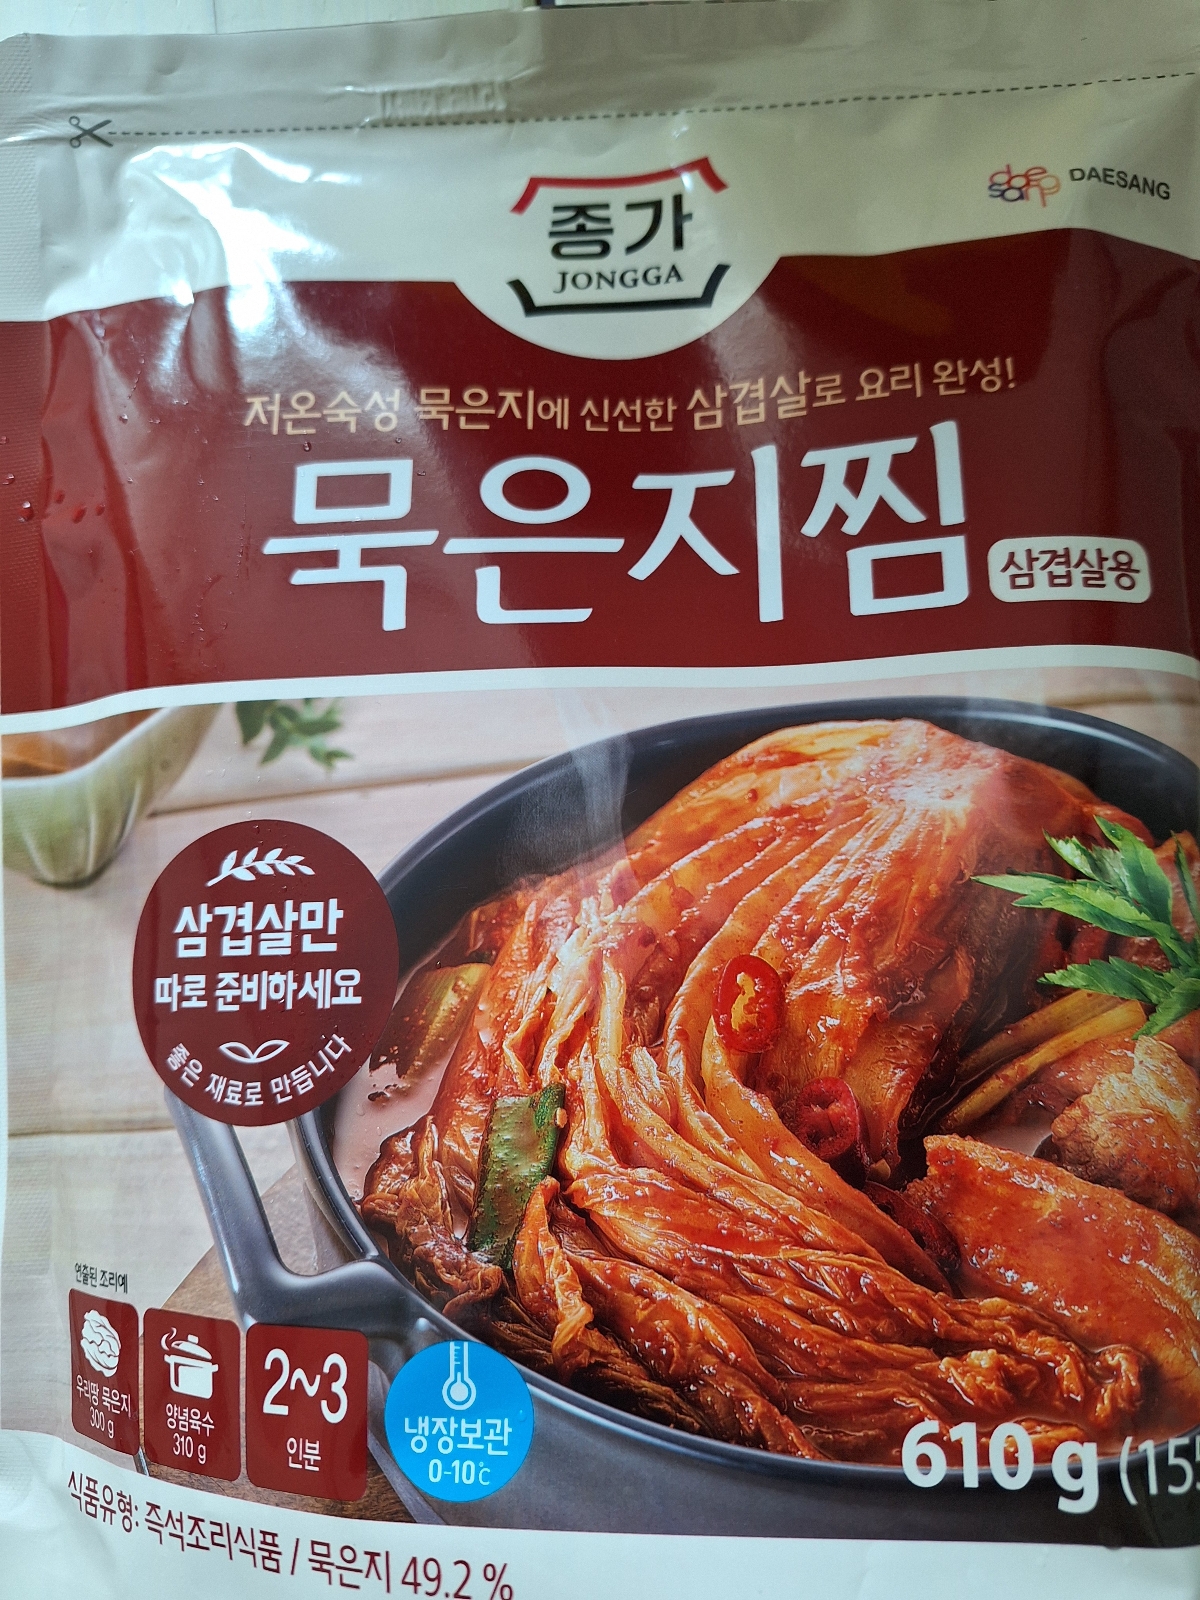 종가
JONGGA
DAESANG
저온숙성 묵은지에 신선한 삼겹살로 요리 완성!
묵은지찜
삼겹살용
삼겹살만
따로 준비하세요
좋은 재료로 만듭니다
연출된 조리예
우리땅 묵은지
300 g
양념육수
310 g
2~3
인분
냉장보관
0-10℃
610 g (155
식품유형: 즉석조리식품 / 묵은지 49.2 %